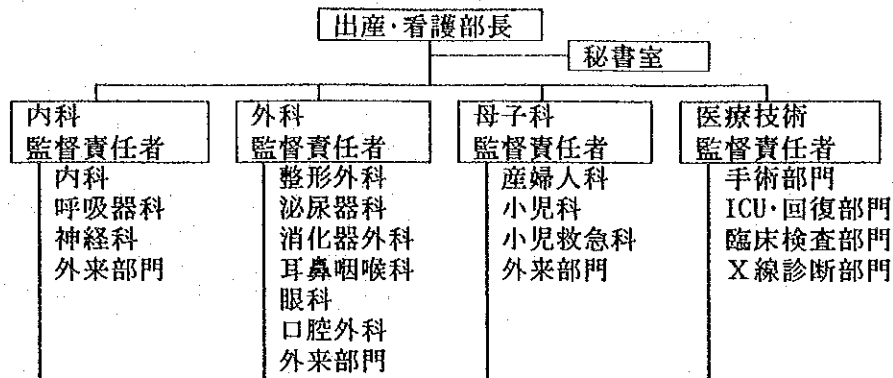 出産・看護部長
秘書室
内科
監督責任者
内科
呼吸器科
神経科
外来部門
外科
監督責任者
整形外科
泌尿器科
消化器外科
耳鼻咽喉科
眼科
口腔外科
外来部門
母子科
監督責任者
産婦人科
小児科
小児救急科
外来部門
医療技術
監督責任者
手術部門
ICU・回復部門
臨床検査部門
X線診断部門